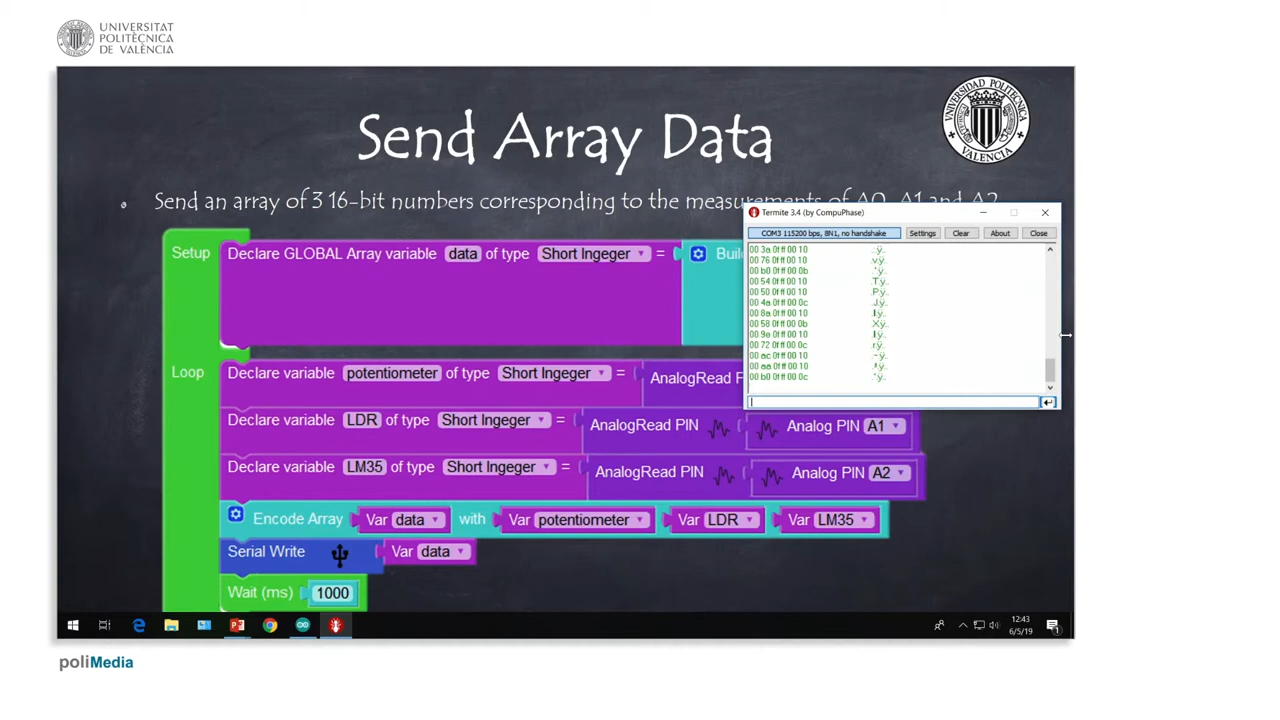 UNIVERSITAT
POLITÈCNICA
DE VALÈNCIA
Send Array Data
Send an array of 3 16-bit numbers corresponding to the measurements of A0, A1 and A2
Termite 3.4 (by CompuPhase)
COM3 115200 bps, 8N1, no handshake Settings Clear About Close
00 3a 0f ff 00 10 .:.ÿ..
00 76 0f ff 00 10 .v.ÿ..
00 b0 0f ff 00 0b .°.ÿ..
00 54 0f ff 00 10 .T.ÿ..
00 50 0f ff 00 10 .P.ÿ..
00 4a 0f ff 00 0c .J.ÿ..
00 8a 0f ff 00 10
00 58 0f ff 00 0b .X.ÿ..
00 9e 0f ff 00 10
00 72 0f ff 00 0c .r.ÿ..
00 ac 0f ff 00 10
00 aa 0f ff 00 10
00 b0 0f ff 00 0c .°.ÿ..
Setup Declare GLOBAL Array variable data of type Short Ingeger =
Loop Declare variable potentiometer of type Short Ingeger = AnalogRead
Declare variable LDR of type Short Ingeger = AnalogRead PIN Analog PIN A1
Declare variable LM35 of type Short Ingeger = AnalogRead PIN Analog PIN A2
Encode Array Var data with Var potentiometer Var LDR Var LM35
Serial Write Var data
Wait (ms) 1000
12:43
6/5/19
poliMedia